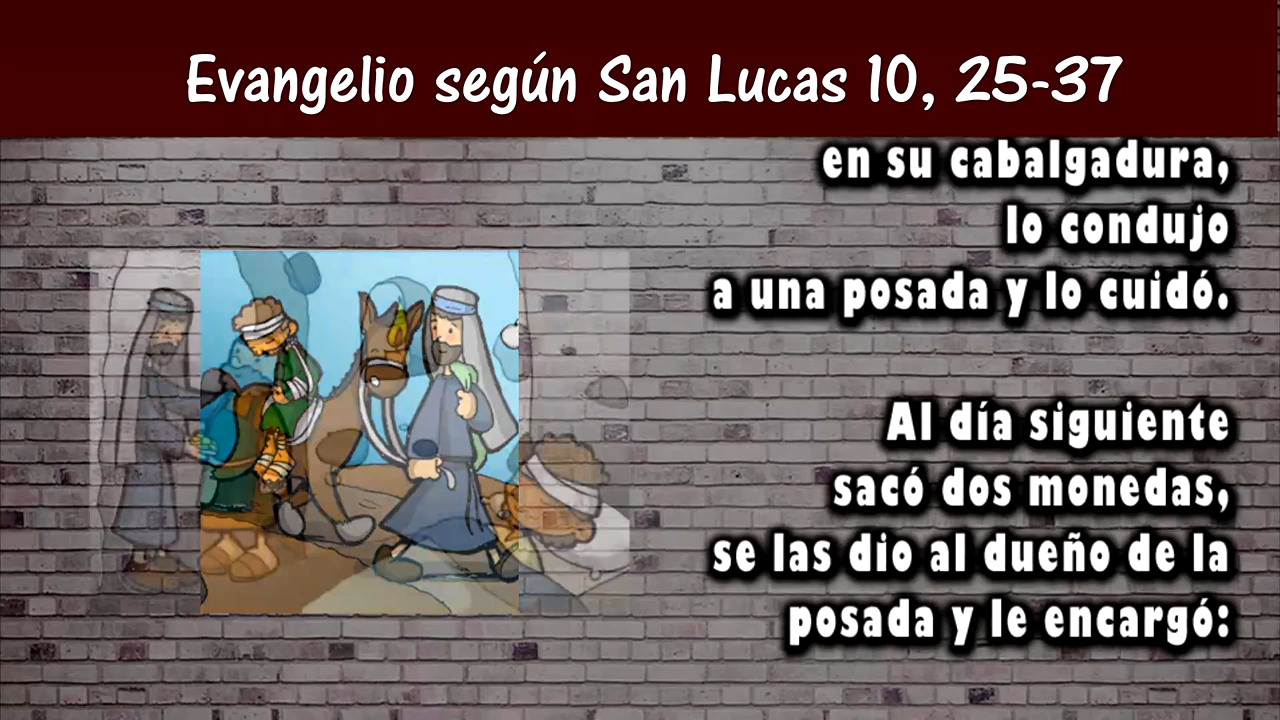 Evangelio según San Lucas 10, 25-37
en su cabalgadura,
lo condujo
a una posada y lo cuidó.
Al día siguiente
sacó dos monedas,
se las dio al dueño de la
posada y le encargó: